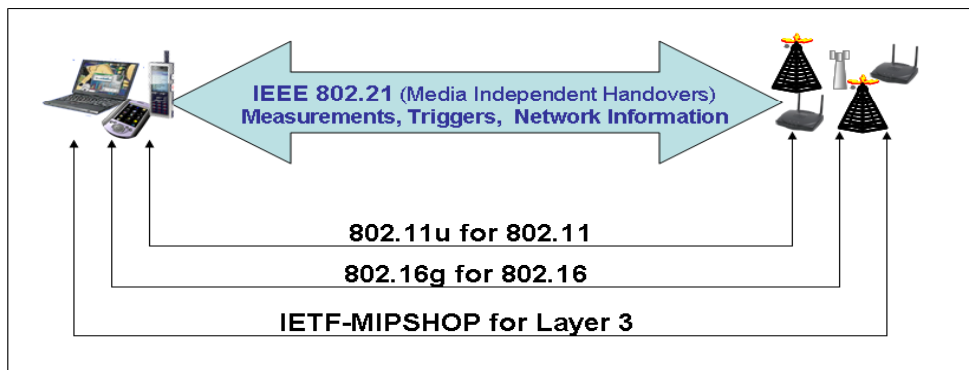 IEEE 802.21 (Media Independent Handovers)
Measurements, Triggers, Network Information
802.11u for 802.11
802.16g for 802.16
IETF-MIPSHOP for Layer 3